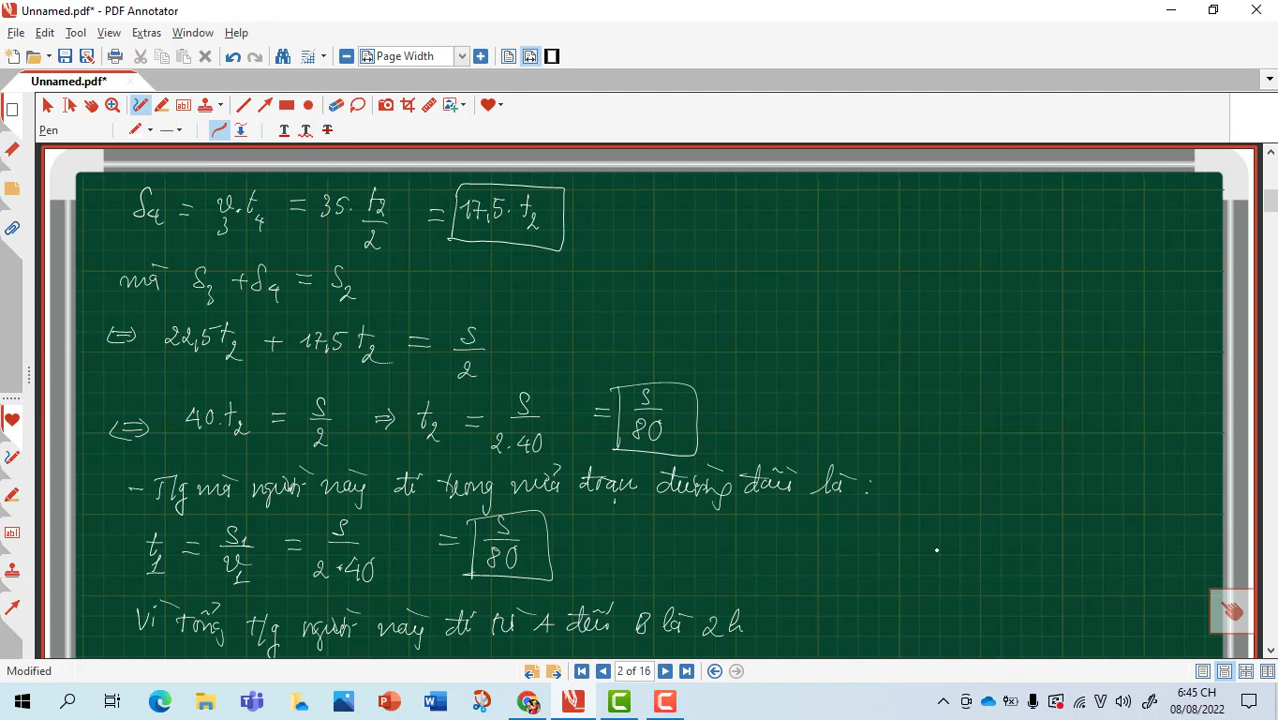 Unnamed.pdf* - PDF Annotator
File Edit Tool View Extras Window Help
Page Width
Unnamed.pdf*
Pen
S4 = v3.t4 = 35. t2/2 = 17,5. t2
mà S3 + S4 = S2
⇔ 22,5t2 + 17,5 t2 = S/2
⇔ 40.t2 = S/2 ⇒ t2 = S/2.40 = S/80
- T/g mà người này đi trong nửa đoạn đường đầu là :
t1 = S1/v1 = S/2.40 = S/80
Vì tổng t/g người này đi từ A đến B là 2h
Modified
2 of 16
6:45 CH
08/08/2022